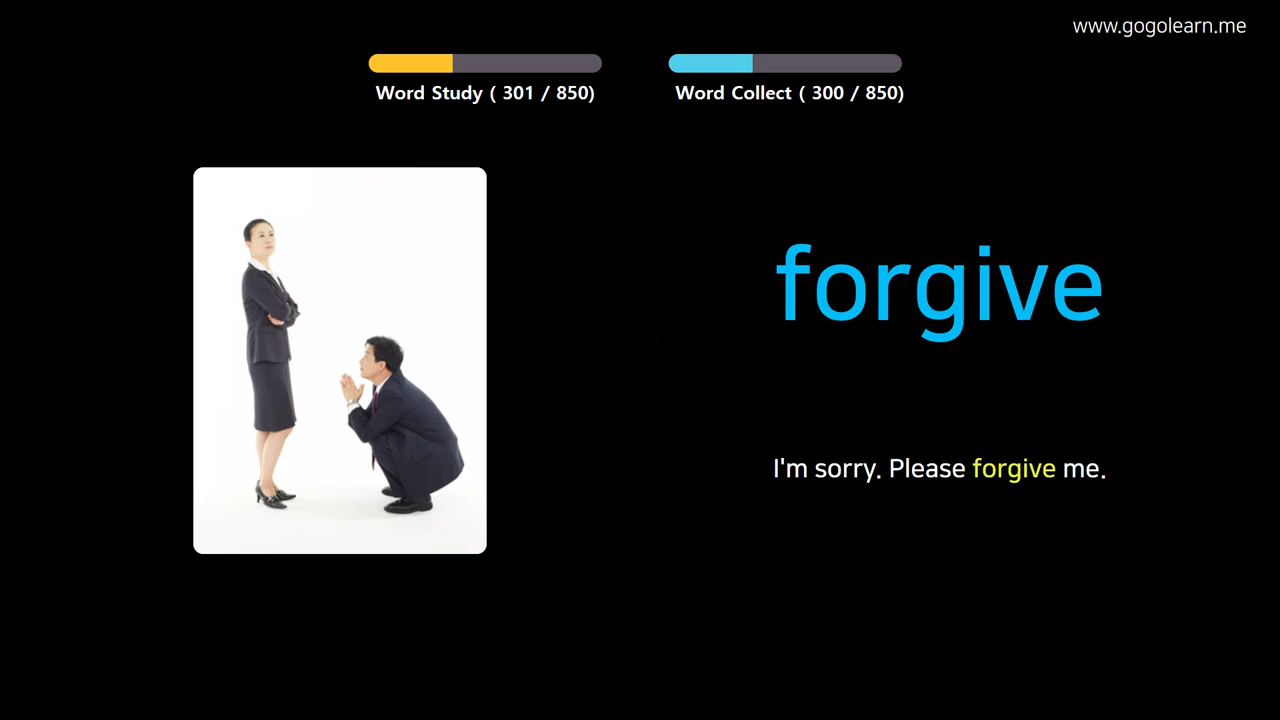 www.gogolearn.me
Word Study ( 301 / 850)
Word Collect ( 300 / 850)
forgive
I'm sorry. Please forgive me.